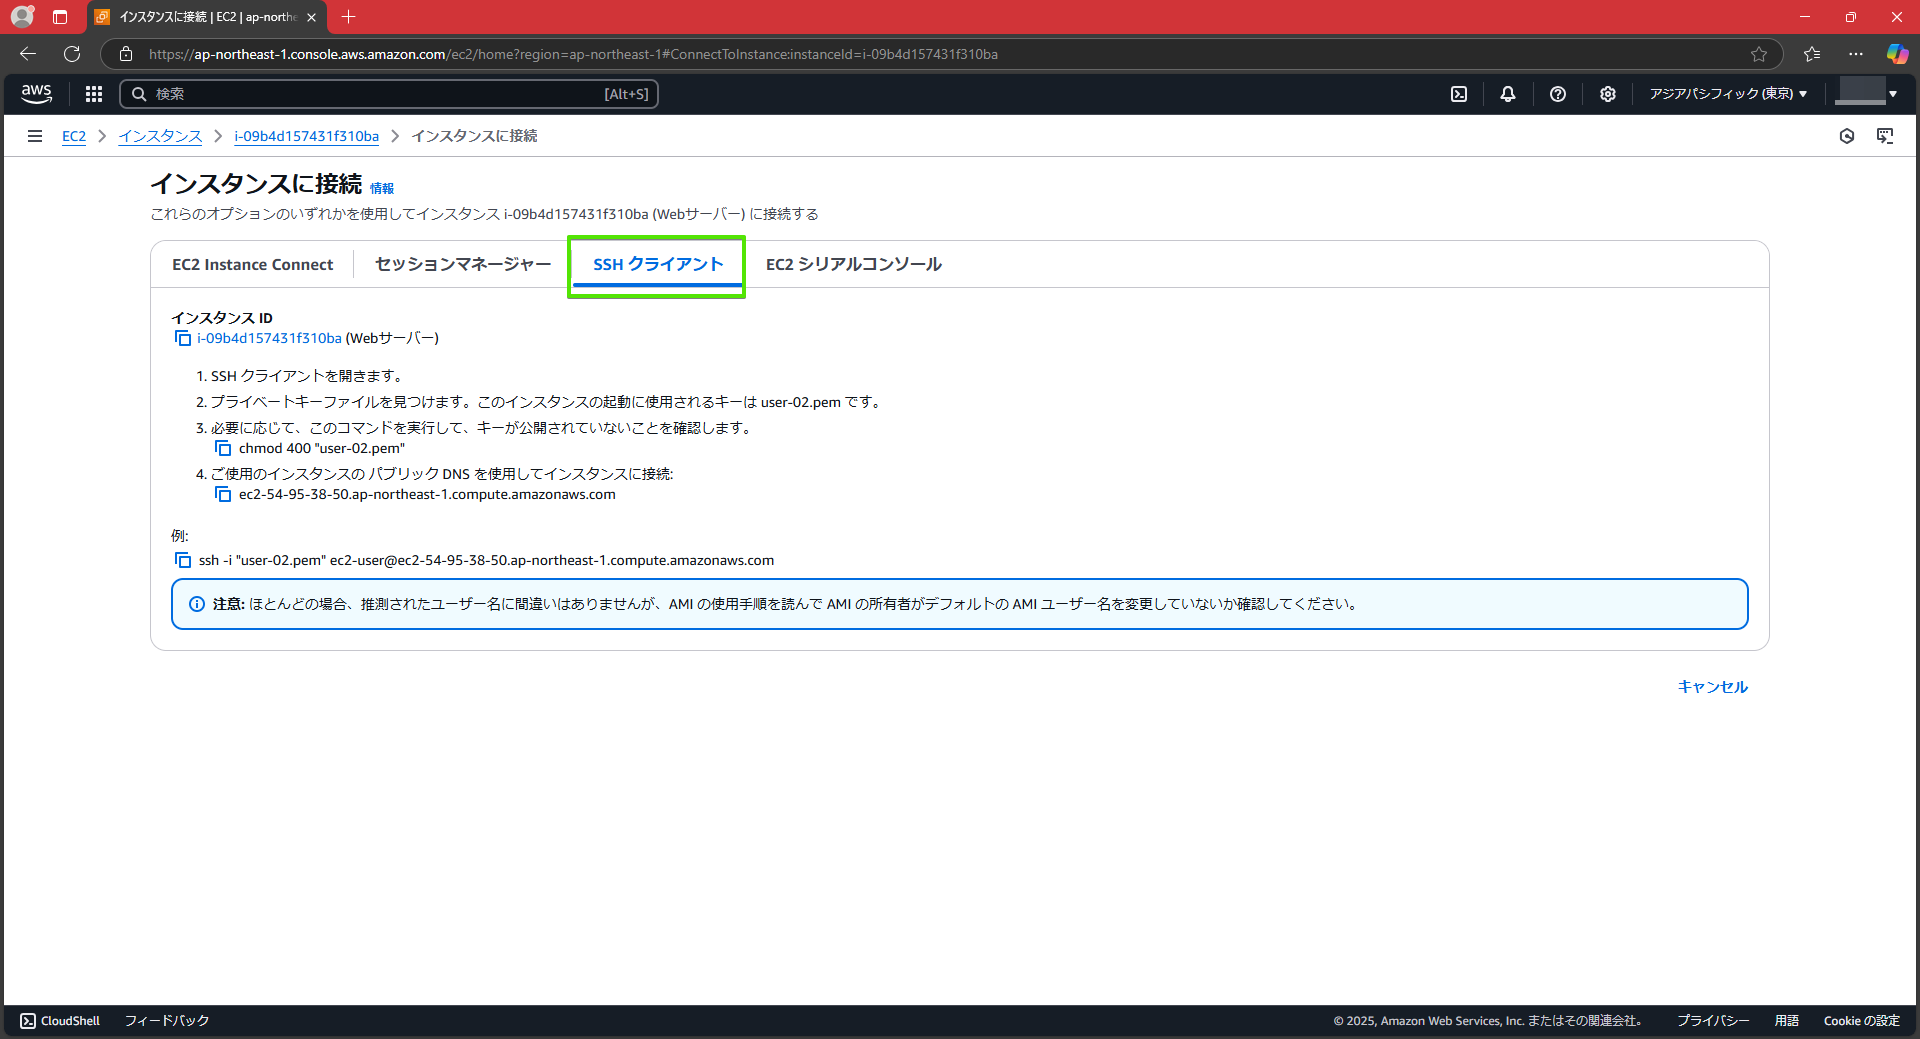 インスタンスに接続 | EC2 | ap-northe
https://ap-northeast-1.console.aws.amazon.com/ec2/home?region=ap-northeast-1#ConnectToInstance:instanceId=i-09b4d157431f310ba
aws
検索
[Alt+S]
アジアパシフィック (東京)
EC2
インスタンス
i-09b4d157431f310ba
インスタンスに接続
インスタンスに接続 情報
これらのオプションのいずれかを使用してインスタンス i-09b4d157431f310ba (Webサーバー) に接続する
EC2 Instance Connect
セッションマネージャー
SSH クライアント
EC2 シリアルコンソール
インスタンス ID
i-09b4d157431f310ba (Webサーバー)
1. SSH クライアントを開きます。
2. プライベートキーファイルを見つけます。このインスタンスの起動に使用されるキーは user-02.pem です。
3. 必要に応じて、このコマンドを実行して、キーが公開されていないことを確認します。
chmod 400 "user-02.pem"
4. ご使用のインスタンスの パブリック DNS を使用してインスタンスに接続:
ec2-54-95-38-50.ap-northeast-1.compute.amazonaws.com
例:
ssh -i "user-02.pem" ec2-user@ec2-54-95-38-50.ap-northeast-1.compute.amazonaws.com
注意: ほとんどの場合、推測されたユーザー名に間違いはありませんが、AMI の使用手順を読んで AMI の所有者がデフォルトの AMI ユーザー名を変更していないか確認してください。
キャンセル
CloudShell
フィードバック
© 2025, Amazon Web Services, Inc. またはその関連会社。
プライバシー
用語
Cookie の設定